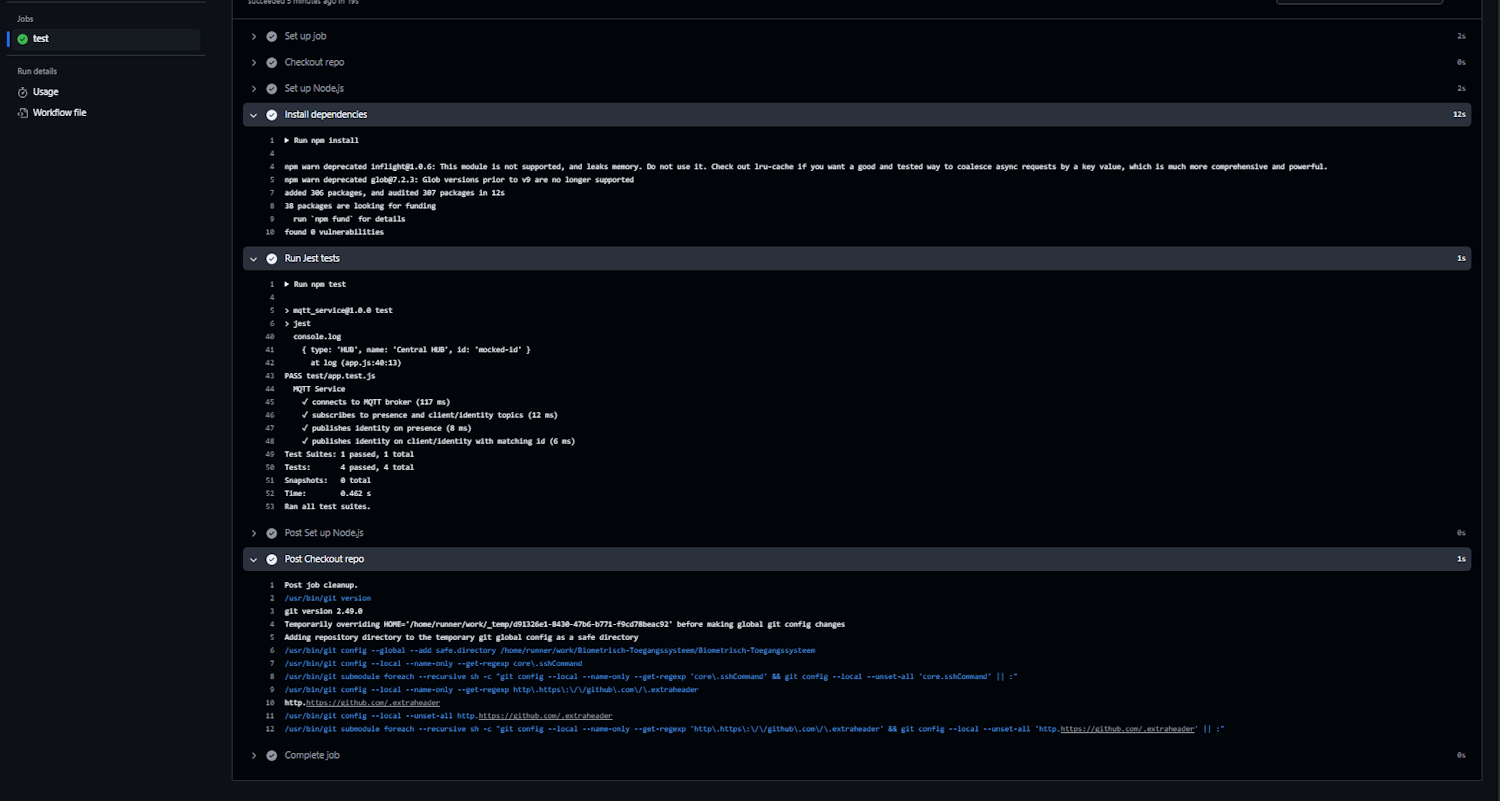 Jobs
test
Run details
Usage
Workflow file
succeeded 5 minutes ago in 19s
Set up job 2s
Checkout repo 0s
Set up Node.js 2s
Install dependencies 12s
1 Run npm install
4
4 npm warn deprecated inflight@1.0.6: This module is not supported, and leaks memory. Do not use it. Check out lru-cache if you want a good and tested way to coalesce async requests by a key value, which is much more comprehensive and powerful.
5 npm warn deprecated glob@7.2.3: Glob versions prior to v9 are no longer supported
7 added 306 packages, and audited 307 packages in 12s
8 38 packages are looking for funding
9 run `npm fund` for details
10 found 0 vulnerabilities
Run Jest tests 1s
1 Run npm test
4
5 > mqtt_service@1.0.0 test
6 > jest
40 console.log
41 { type: 'HUB', name: 'Central HUB', id: 'mocked-id' }
42 at log (app.js:40:13)
43 PASS test/app.test.js
44 MQTT Service
45 ✓ connects to MQTT broker (117 ms)
46 ✓ subscribes to presence and client/identity topics (12 ms)
47 ✓ publishes identity on presence (8 ms)
48 ✓ publishes identity on client/identity with matching id (6 ms)
49 Test Suites: 1 passed, 1 total
50 Tests: 4 passed, 4 total
51 Snapshots: 0 total
52 Time: 0.462 s
53 Ran all test suites.
Post Set up Node.js 0s
Post Checkout repo 1s
1 Post job cleanup.
2 /usr/bin/git version
3 git version 2.49.0
4 Temporarily overriding HOME='/home/runner/work/_temp/d91326e1-8430-47b6-b771-f9cd78beac92' before making global git config changes
5 Adding repository directory to the temporary git global config as a safe directory
6 /usr/bin/git config --global --add safe.directory /home/runner/work/Biometrisch-Toegangssysteem/Biometrisch-Toegangssysteem
7 /usr/bin/git config --local --name-only --get-regexp core\.sshCommand
8 /usr/bin/git submodule foreach --recursive sh -c "git config --local --name-only --get-regexp 'core\.sshCommand' && git config --local --unset-all 'core.sshCommand' || :"
9 /usr/bin/git config --local --name-only --get-regexp http\.https\:\/\/github\.com\/\.extraheader
10 http.https://github.com/.extraheader
11 /usr/bin/git config --local --unset-all http.https://github.com/.extraheader
12 /usr/bin/git submodule foreach --recursive sh -c "git config --local --name-only --get-regexp 'http\.https\:\/\/github\.com\/\.extraheader' && git config --local --unset-all 'http.https://github.com/.extraheader' || :"
Complete job 0s